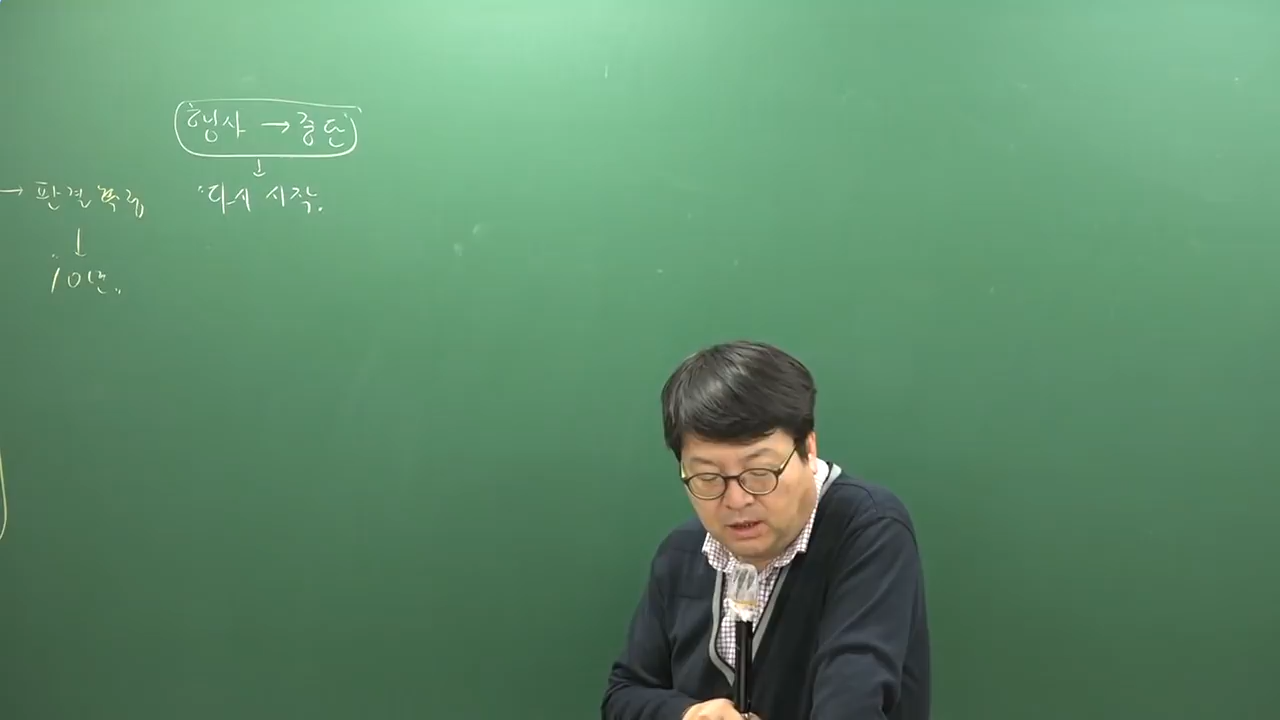 행사 → 중단
↓
다시 시작.
→ 판결확정
↓
10년.